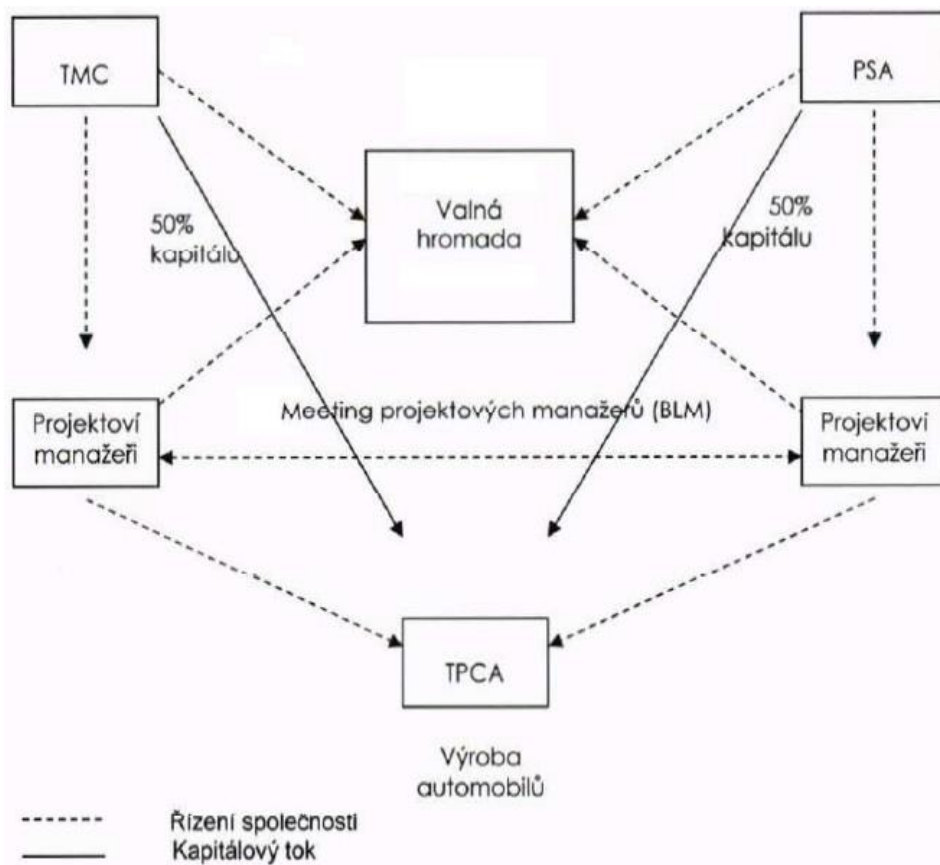 TMC
PSA
Valná
hromada
50%
kapitálu
50%
kapitálu
Meeting projektových manažerů (BLM)
Projektoví
manažeři
Projektoví
manažeři
TPCA
Výroba
automobilů
Řízení společnosti
Kapitálový tok